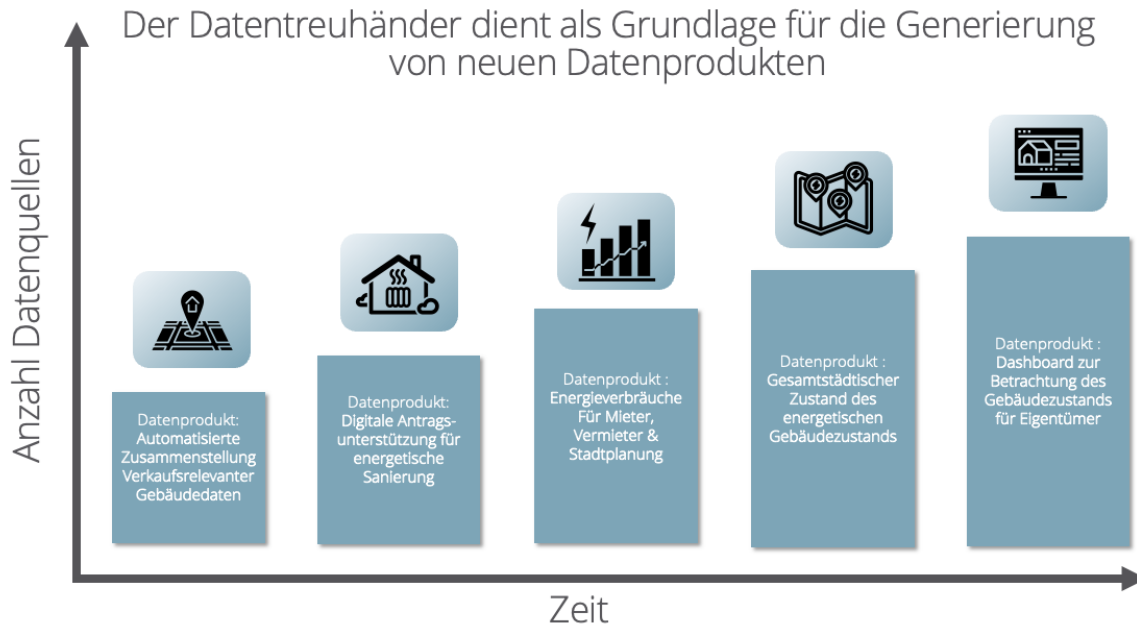 Der Datentreuhänder dient als Grundlage für die Generierung
von neuen Datenprodukten
Anzahl Datenquellen
Datenprodukt:
Automatisierte
Zusammenstellung
Verkaufsrelevanter
Gebäudedaten
Datenprodukt:
Digitale Antrags-
unterstützung für
energetische
Sanierung
Datenprodukt :
Energieverbräuche
Für Mieter,
Vermieter &
Stadtplanung
Datenprodukt :
Gesamtstädtischer
Zustand des
energetischen
Gebäudezustands
Datenprodukt :
Dashboard zur
Betrachtung des
Gebäudezustands
für Eigentümer
Zeit